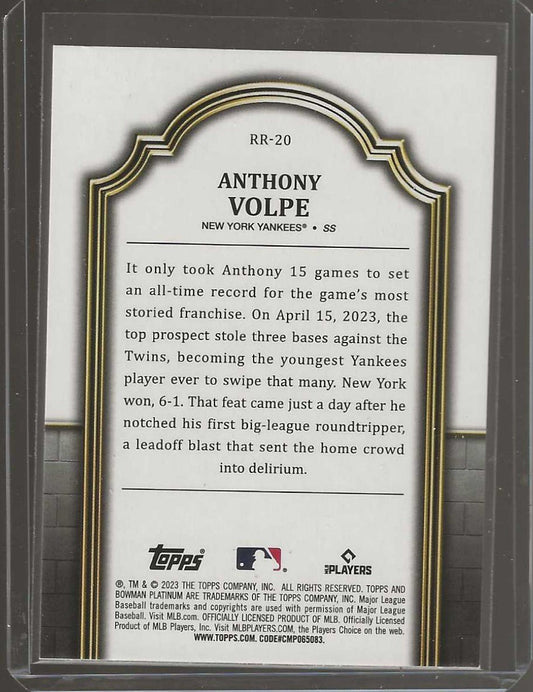 RR-20
ANTHONY
VOLPE
NEW YORK YANKEES® • SS
It only took Anthony 15 games to set
an all-time record for the game's most
storied franchise. On April 15, 2023, the
top prospect stole three bases against the
Twins, becoming the youngest Yankees
player ever to swipe that many. New York
won, 6-1. That feat came just a day after he
notched his first big-league roundtripper,
a leadoff blast that sent the home crowd
into delirium.
topps® MLB PLAYERS
®, TM & © 2023 THE TOPPS COMPANY, INC. ALL RIGHTS RESERVED. TOPPS AND
BOWMAN PLATINUM ARE TRADEMARKS OF THE TOPPS COMPANY, INC. Major League
Baseball trademarks and copyrights are used with permission of Major League
Baseball. Visit MLB.com. OFFICIALLY LICENSED PRODUCT OF MLB. Officially Licensed
Product of MLB Players, Inc. Visit MLBPLAYERS.COM, the Players Choice on the web.
WWW.TOPPS.COM. CODE#CMP065083.